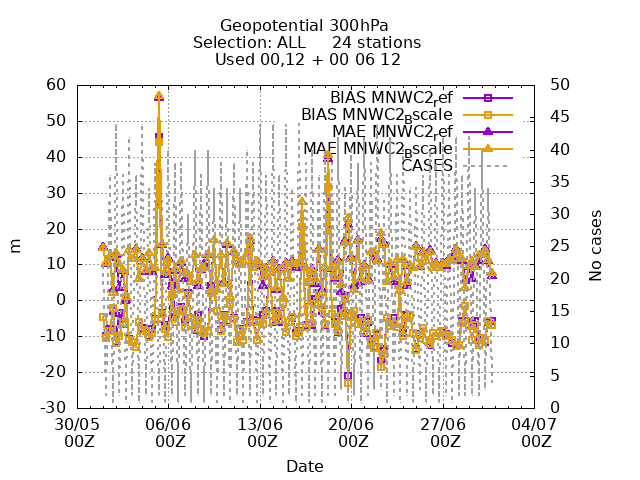 Geopotential 300hPa
Selection: ALL     24 stations
Used 00,12 + 00 06 12
BIAS MNWC2_ref
BIAS MNWC2_Bscale
MAE MNWC2_ref
MAE MNWC2_Bscale
CASES
60
50
40
30
20
10
0
-10
-20
-30
m
50
45
40
35
30
25
20
15
10
5
0
No cases
30/05 06/06 13/06 20/06 27/06 04/07
00Z 00Z 00Z 00Z 00Z 00Z
Date